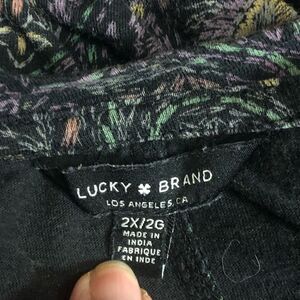 LUCKY BRAND
LOS ANGELES, CA
2X/2G
MADE IN
INDIA
FABRIQUE
EN INDE